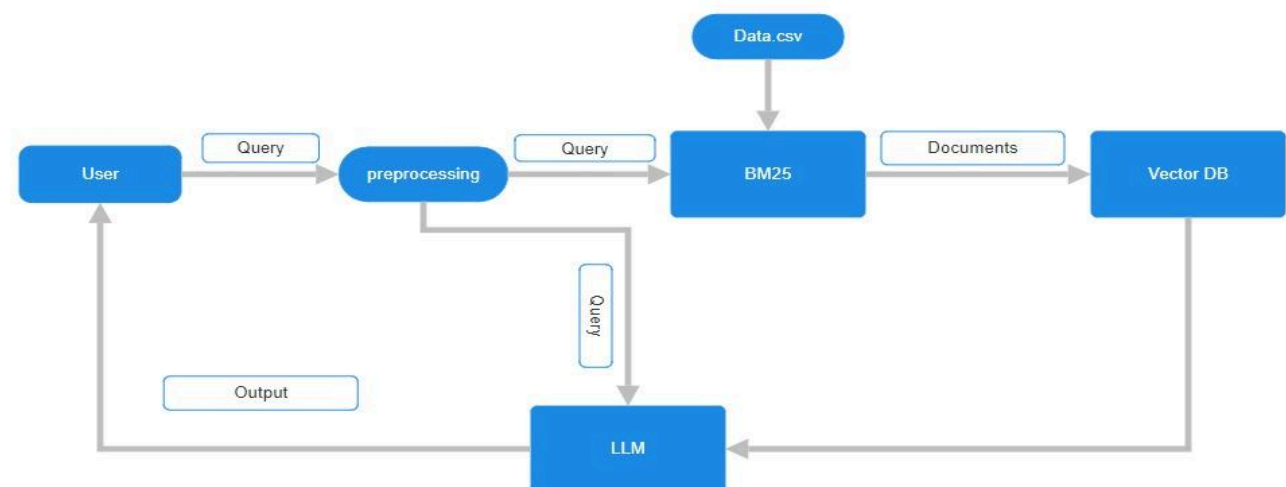 Data.csv
Query
Query
Documents
User
preprocessing
BM25
Vector DB
Query
Output
LLM